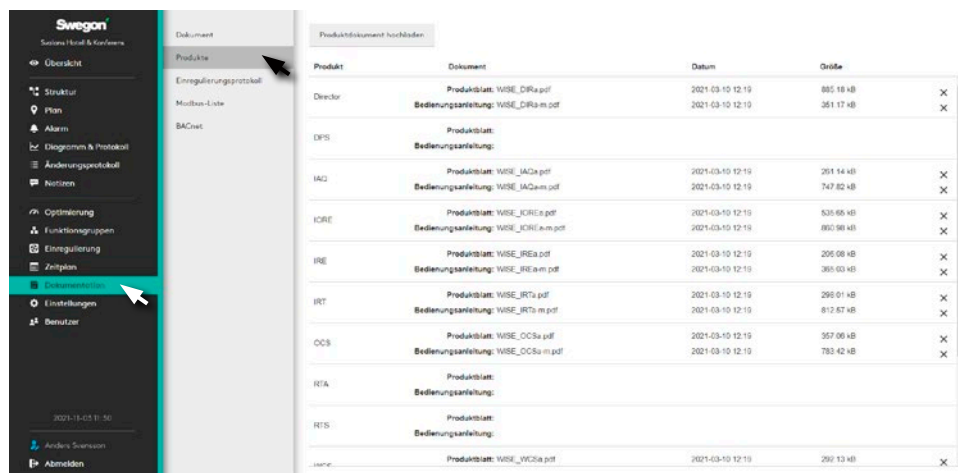 Swegon
Übersicht
Struktur
Plan
Alarm
Diagramm & Protokoll
Änderungsprotokoll
Notizen
Optimierung
Funktionsgruppen
Einregulierung
Zeitplan
Dokumentation
Einstellungen
Benutzer
2021-11-03 11:50
Anders Svensson
Abmelden
Dokument
Produkte
Einregulierungsprotokoll
Modbus-Liste
BACnet
Produktdokument hochladen
Produkt Dokument Datum Größe
Director
Produktblatt: WISE_DIRa.pdf 2021-03-10 12:19 885.18 kB
Bedienungsanleitung: WISE_DIRa-m.pdf 2021-03-10 12:19 351.17 kB
DPS
Produktblatt:
Bedienungsanleitung:
IAQ
Produktblatt: WISE_IAQa.pdf 2021-03-10 12:19 261.14 kB
Bedienungsanleitung: WISE_IAQa-m.pdf 2021-03-10 12:19 747.82 kB
IORE
Produktblatt: WISE_IOREa.pdf 2021-03-10 12:19 535.65 kB
Bedienungsanleitung: WISE_IOREa-m.pdf 2021-03-10 12:19 860.98 kB
IRE
Produktblatt: WISE_IREa.pdf 2021-03-10 12:19 206.08 kB
Bedienungsanleitung: WISE_IREa-m.pdf 2021-03-10 12:19 365.03 kB
IRT
Produktblatt: WISE_IRTa.pdf 2021-03-10 12:19 298.01 kB
Bedienungsanleitung: WISE_IRTa-m.pdf 2021-03-10 12:19 812.57 kB
OCS
Produktblatt: WISE_OCSa.pdf 2021-03-10 12:19 357.06 kB
Bedienungsanleitung: WISE_OCSa-m.pdf 2021-03-10 12:19 783.42 kB
RTA
Produktblatt:
Bedienungsanleitung:
RTS
Produktblatt:
Bedienungsanleitung:
Produktblatt: WISE_WCSa.pdf 2021-03-10 12:19 292.13 kB